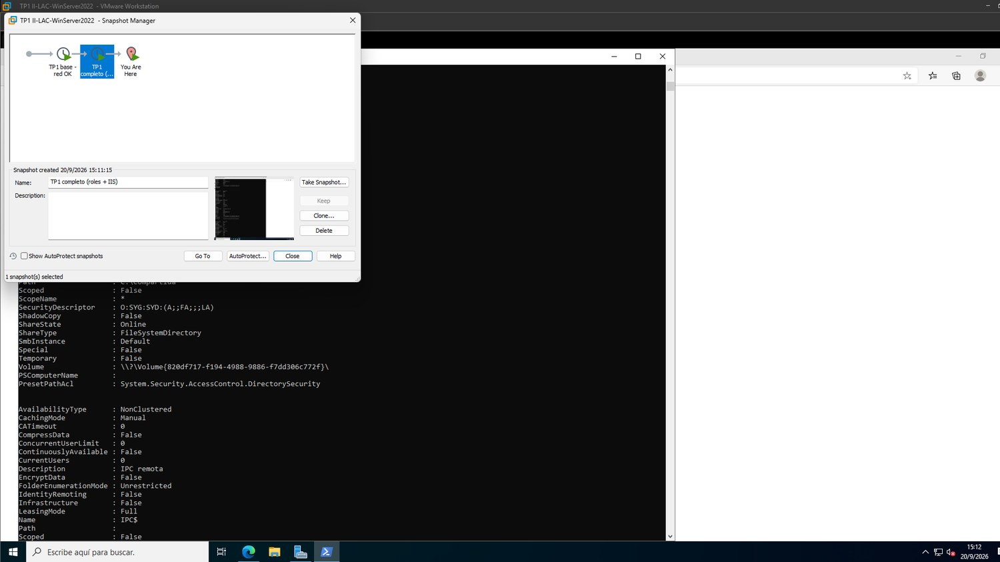 TP1 II-LAC-WinServer2022 - VMware Workstation
TP1 II-LAC-WinServer2022 - Snapshot Manager
TP1 base - red OK
TP1 completo (...
You Are Here
Snapshot created 20/9/2026 15:11:15
Name: TP1 completo (roles + IIS)
Description:
Take Snapshot...
Keep
Clone...
Delete
Show AutoProtect snapshots
Go To
AutoProtect...
Close
Help
1 snapshot(s) selected
Path : C:\Compartida
Scoped : False
ScopeName : *
SecurityDescriptor : O:SYG:SYD:(A;;FA;;;LA)
ShadowCopy : False
ShareState : Online
ShareType : FileSystemDirectory
SmbInstance : Default
Special : False
Temporary : False
Volume : \\?\Volume{820df717-f194-4988-9886-f7dd306c772f}\
PSComputerName :
PresetPathAcl : System.Security.AccessControl.DirectorySecurity
AvailabilityType : NonClustered
CachingMode : Manual
CATimeout : 0
CompressData : False
ConcurrentUserLimit : 0
ContinuouslyAvailable : False
CurrentUsers : 0
Description : IPC remota
EncryptData : False
FolderEnumerationMode : Unrestricted
IdentityRemoting : False
Infrastructure : False
LeasingMode : Full
Name : IPC$
Path :
Scoped : False
Escribe aquí para buscar.
15:12
20/9/2026